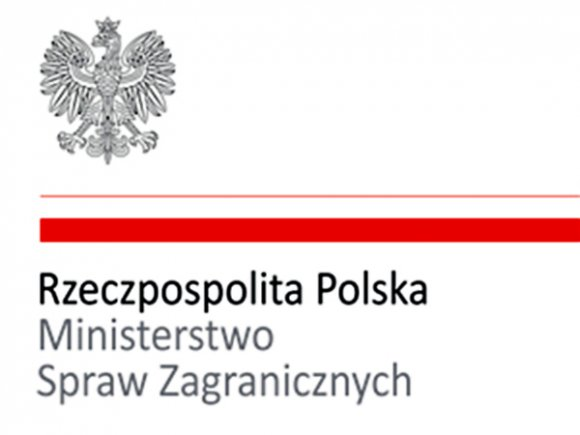 Rzeczpospolita Polska
Ministerstwo
Spraw Zagranicznych